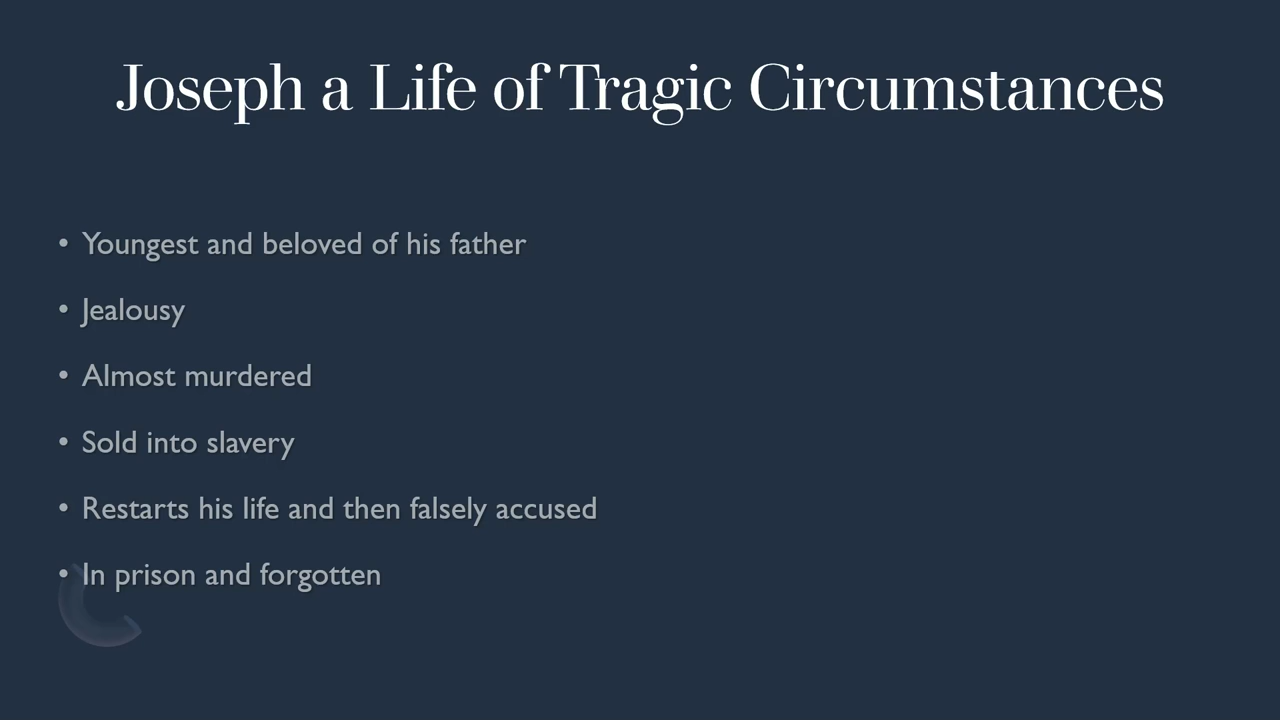 Joseph a Life of Tragic Circumstances
• Youngest and beloved of his father
• Jealousy
• Almost murdered
• Sold into slavery
• Restarts his life and then falsely accused
• In prison and forgotten